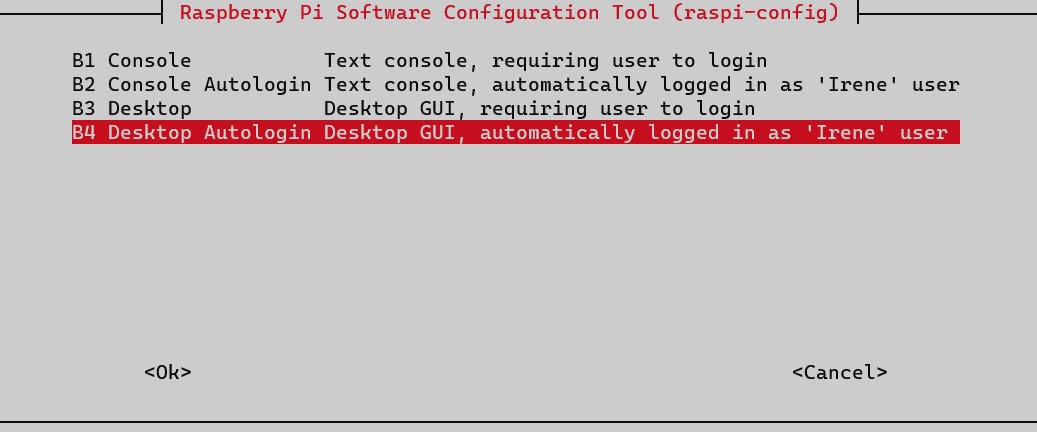 Raspberry Pi Software Configuration Tool (raspi-config)
B1 Console Text console, requiring user to login
B2 Console Autologin Text console, automatically logged in as 'Irene' user
B3 Desktop Desktop GUI, requiring user to login
B4 Desktop Autologin Desktop GUI, automatically logged in as 'Irene' user
<Ok> <Cancel>